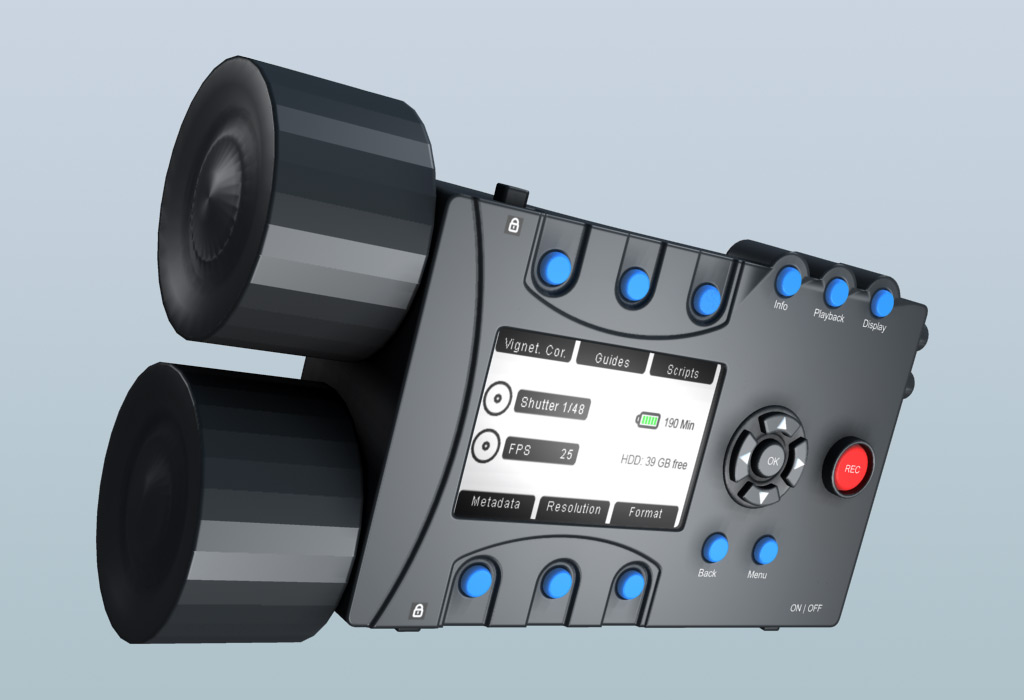 Info
Playback
Display
Vignet. Cor.
Guides
Scripts
Shutter 1/48
190 Min
FPS 25
HDD: 39 GB free
Metadata
Resolution
Format
OK
REC
Back
Menu
ON | OFF